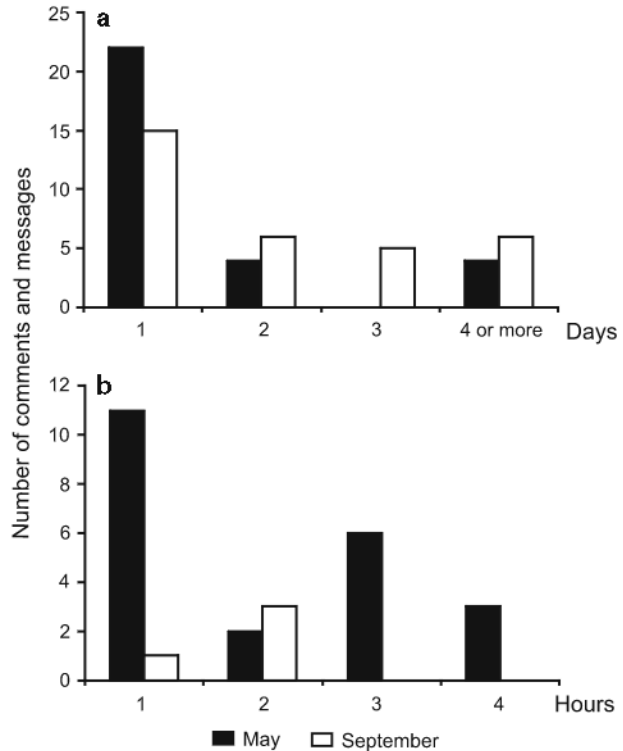 a
25
20
15
10
5
0
1 2 3 4 or more Days
Number of comments and messages
b
12
10
8
6
4
2
0
1 2 3 4 Hours
May September